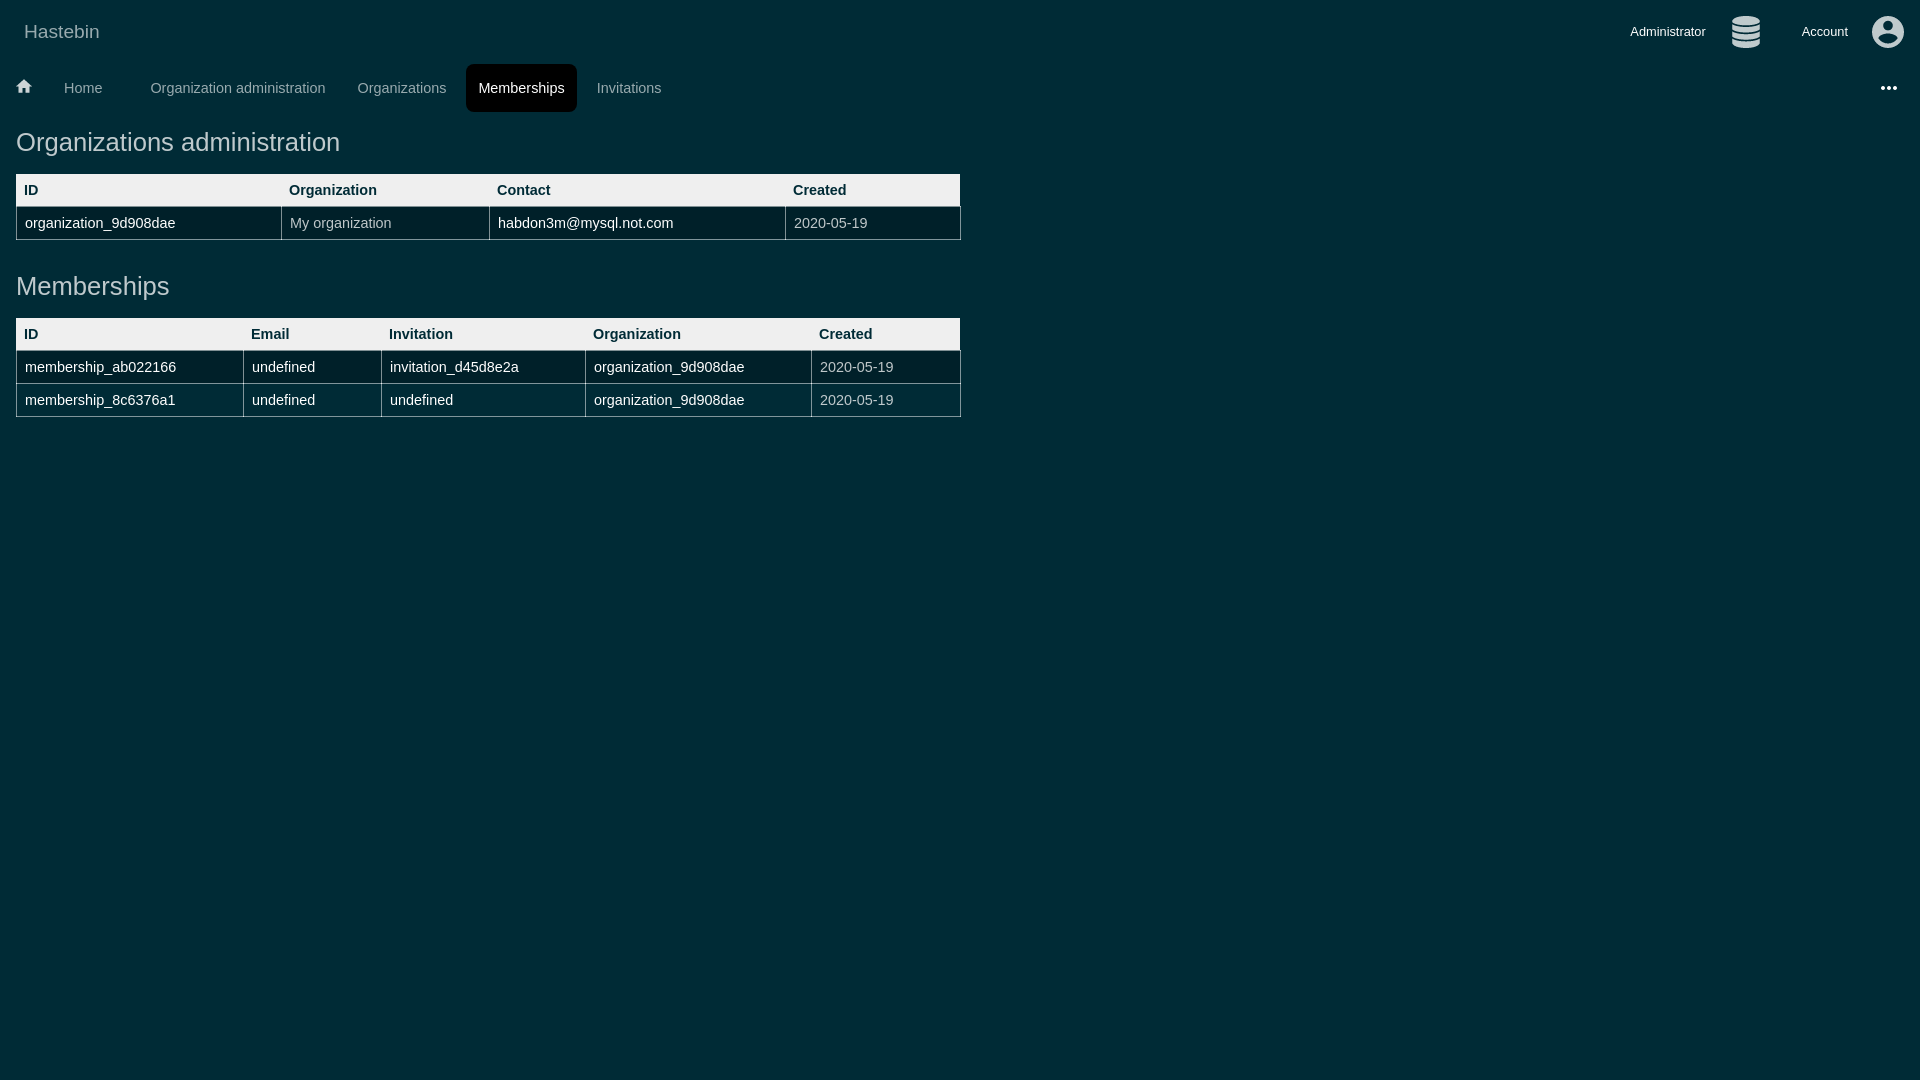 Hastebin Administrator Account
Home Organization administration Organizations Memberships Invitations
Organizations administration
ID Organization Contact Created
organization_9d908dae My organization habdon3m@mysql.not.com 2020-05-19
Memberships
ID Email Invitation Organization Created
membership_ab022166 undefined invitation_d45d8e2a organization_9d908dae 2020-05-19
membership_8c6376a1 undefined undefined organization_9d908dae 2020-05-19